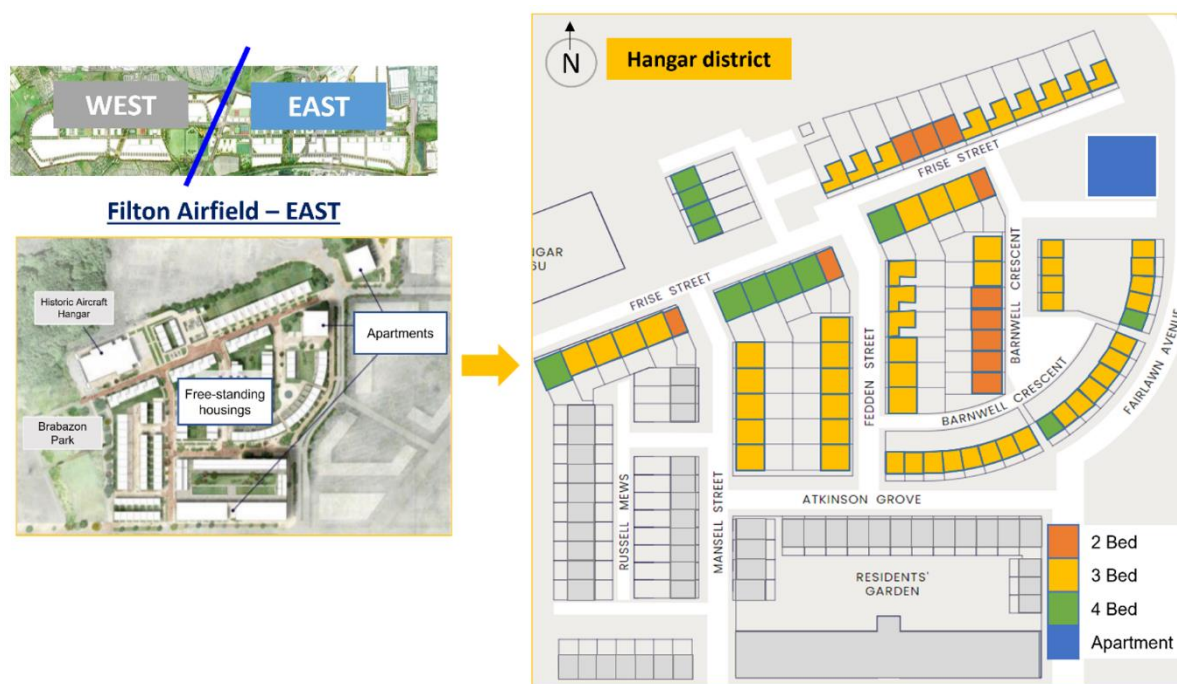 WEST
EAST
Filton Airfield – EAST
Historic Aircraft
Hangar
Apartments
Free-standing
housings
Brabazon
Park
N
Hangar district
FRISE STREET
NGAR
SU
FRISE STREET
BARNWELL CRESCENT
FEDDEN STREET
BARNWELL CRESCENT
FAIRLAWN AVENUE
RUSSELL MEWS
MANSELL STREET
ATKINSON GROVE
RESIDENTS'
GARDEN
2 Bed
3 Bed
4 Bed
Apartment